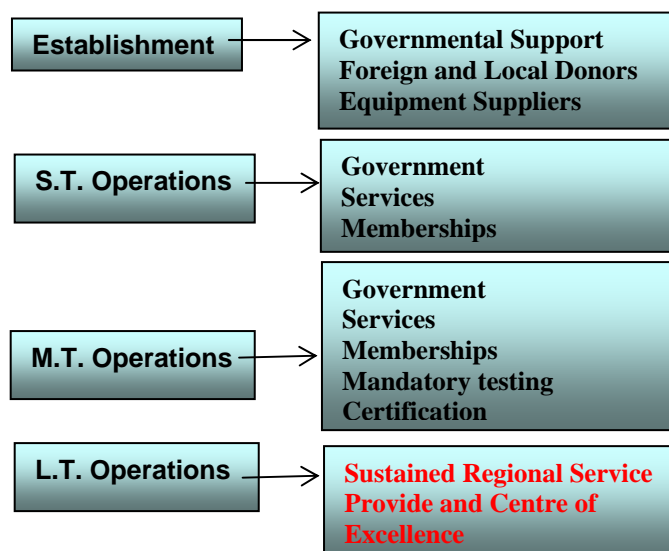 Establishment
Governmental Support
Foreign and Local Donors
Equipment Suppliers
S.T. Operations
Government
Services
Memberships
M.T. Operations
Government
Services
Memberships
Mandatory testing
Certification
L.T. Operations
Sustained Regional Service
Provide and Centre of
Excellence